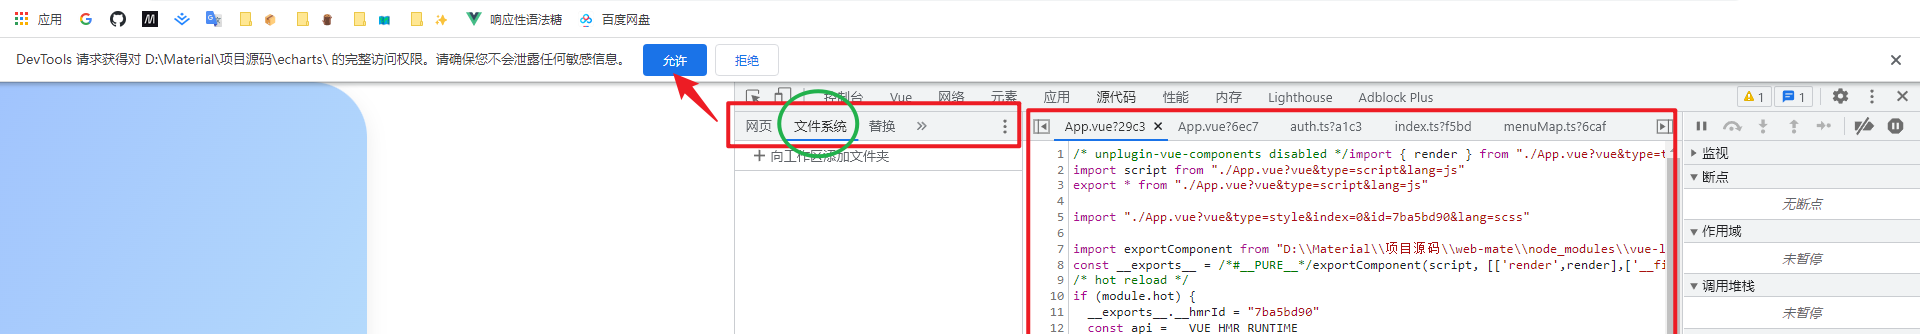 应用 响应性语法糖 百度网盘
DevTools 请求获得对 D:\Material\项目源码\echarts\ 的完整访问权限。请确保您不会泄露任何敏感信息。 允许 拒绝
控制台 Vue 网络 元素 应用 源代码 性能 内存 Lighthouse Adblock Plus 1 1
网页 文件系统 替换 »
向工作区添加文件夹
App.vue?29c3 App.vue?6ec7 auth.ts?a1c3 index.ts?f5bd menuMap.ts?6caf
1 /* unplugin-vue-components disabled */import { render } from "./App.vue?vue&type=t
2 import script from "./App.vue?vue&type=script&lang=js"
3 export * from "./App.vue?vue&type=script&lang=js"
4
5 import "./App.vue?vue&type=style&index=0&id=7ba5bd90&lang=scss"
6
7 import exportComponent from "D:\\Material\\项目源码\\web-mate\\node_modules\\vue-l
8 const __exports__ = /*#__PURE__*/exportComponent(script, [['render',render],['__fi
9 /* hot reload */
10 if (module.hot) {
11 __exports__.__hmrId = "7ba5bd90"
12 const api = __VUE_HMR_RUNTIME__
监视
断点
无断点
作用域
未暂停
调用堆栈
未暂停